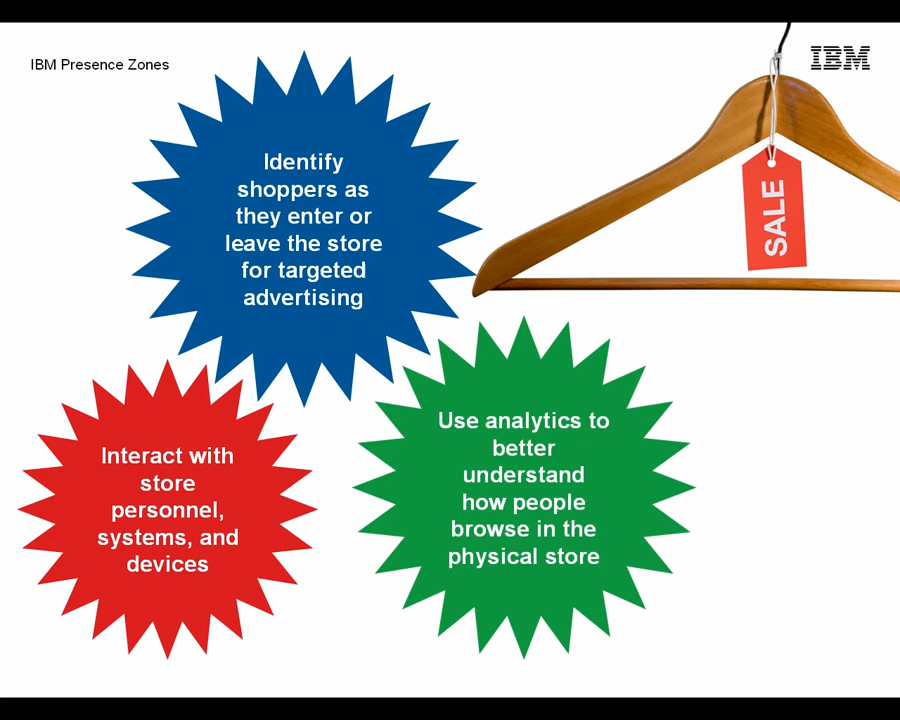 IBM Presence Zones
IBM
SALE
Identify
shoppers as
they enter or
leave the store
for targeted
advertising
Interact with
store
personnel,
systems, and
devices
Use analytics to
better
understand
how people
browse in the
physical store